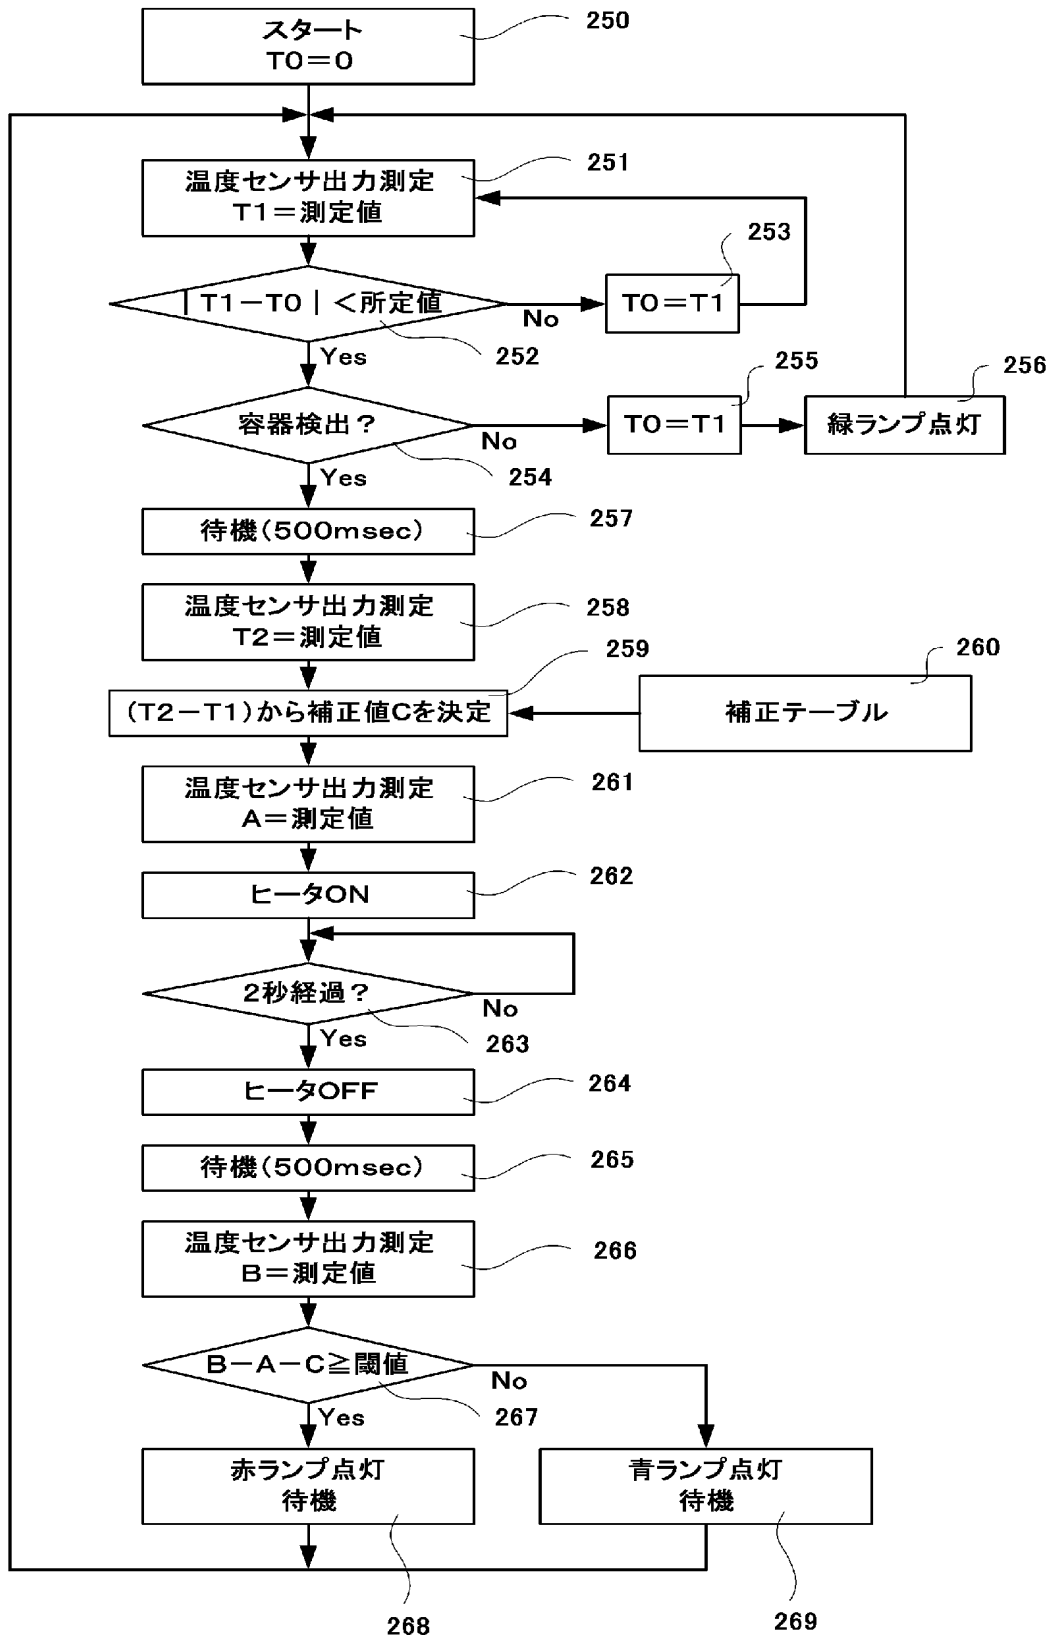 スタート
T0＝0
250
温度センサ出力測定
T1＝測定値
251
｜T1－T0｜＜所定値
252
No
T0＝T1
253
Yes
容器検出？
254
No
T0＝T1
255
緑ランプ点灯
256
Yes
待機(500msec)
257
温度センサ出力測定
T2＝測定値
258
(T2－T1)から補正値Cを決定
259
補正テーブル
260
温度センサ出力測定
A＝測定値
261
ヒータON
262
2秒経過？
263
No
Yes
ヒータOFF
264
待機(500msec)
265
温度センサ出力測定
B＝測定値
266
B－A－C≧閾値
267
No
Yes
赤ランプ点灯
待機
268
青ランプ点灯
待機
269